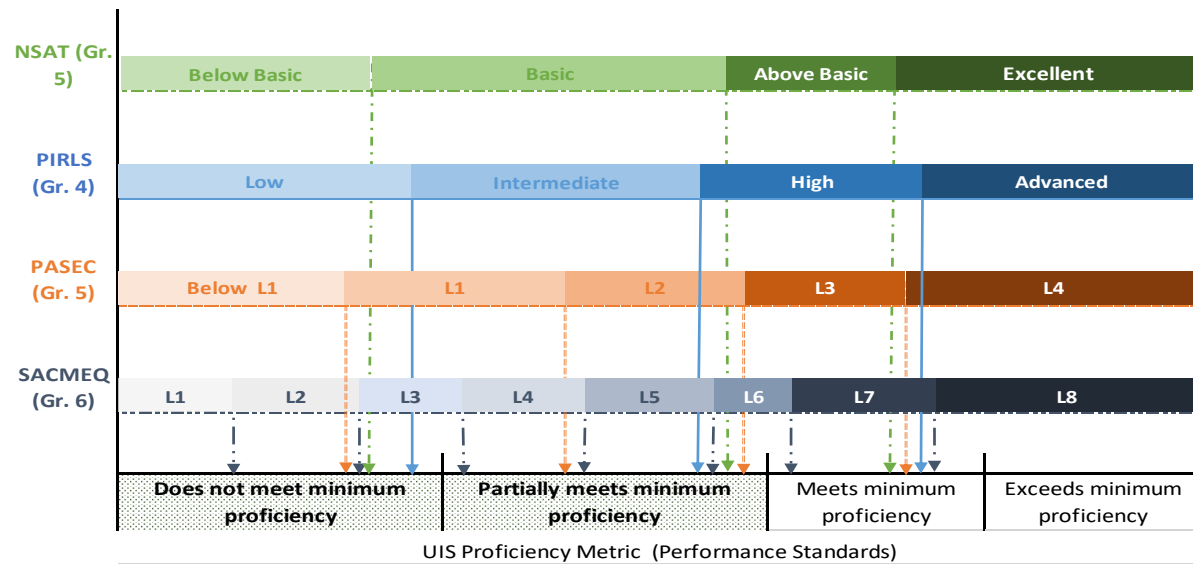 NSAT (Gr.
5)
Below Basic
Basic
Above Basic
Excellent
PIRLS
(Gr. 4)
Low
Intermediate
High
Advanced
PASEC
(Gr. 5)
Below L1
L1
L2
L3
L4
SACMEQ
(Gr. 6)
L1
L2
L3
L4
L5
L6
L7
L8
Does not meet minimum
proficiency
Partially meets minimum
proficiency
Meets minimum
proficiency
Exceeds minimum
proficiency
UIS Proficiency Metric (Performance Standards)